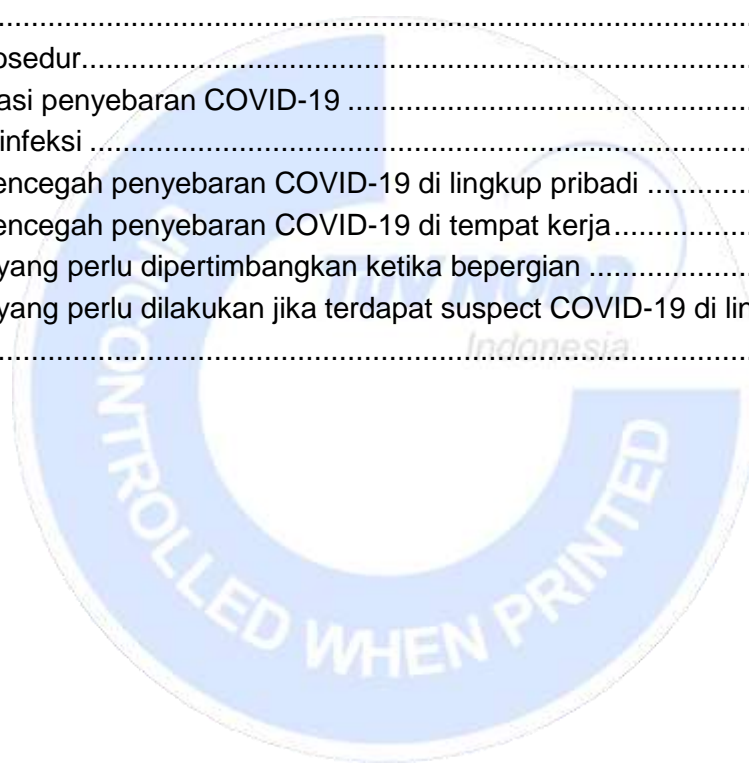 ....................................................................................................
osedur....................................................................................
asi penyebaran COVID-19 ..................................................
infeksi ...................................................................................
encegah penyebaran COVID-19 di lingkup pribadi .............
encegah penyebaran COVID-19 di tempat kerja.................
yang perlu dipertimbangkan ketika bepergian ....................
yang perlu dilakukan jika terdapat suspect COVID-19 di lin
....................................................................................................
Indonesia
CONTROLLED WHEN PRINTED